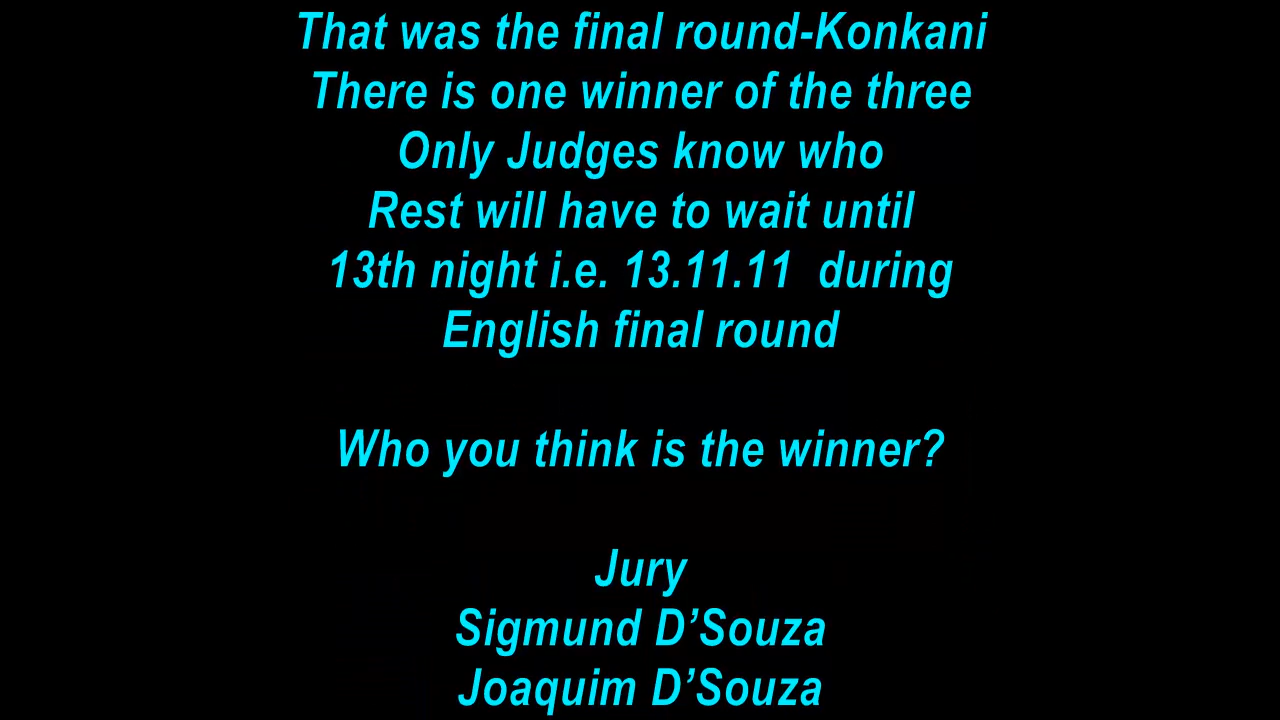 That was the final round-Konkani
There is one winner of the three
Only Judges know who
Rest will have to wait until
13th night i.e. 13.11.11  during
English final round
Who you think is the winner?
Jury
Sigmund D’Souza
Joaquim D’Souza